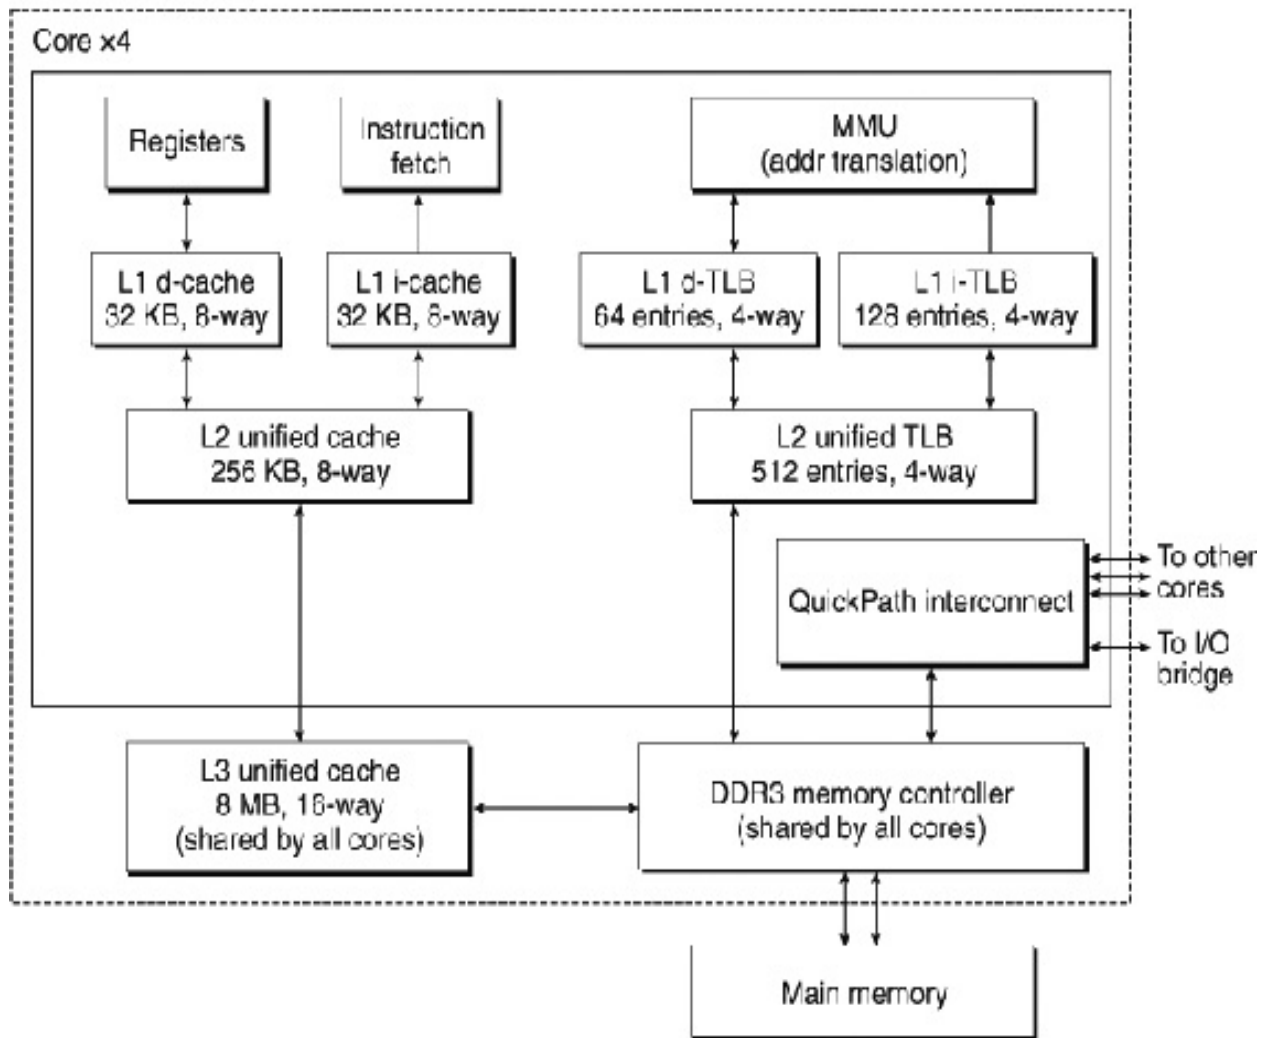 Core ×4
Registers
Instruction
fetch
MMU
(addr translation)
L1 d-cache
32 KB, 8-way
L1 i-cache
32 KB, 8-way
L1 d-TLB
64 entries, 4-way
L1 i-TLB
128 entries, 4-way
L2 unified cache
256 KB, 8-way
L2 unified TLB
512 entries, 4-way
QuickPath interconnect
To other
cores
To I/O
bridge
L3 unified cache
8 MB, 16-way
(shared by all cores)
DDR3 memory controller
(shared by all cores)
Main memory